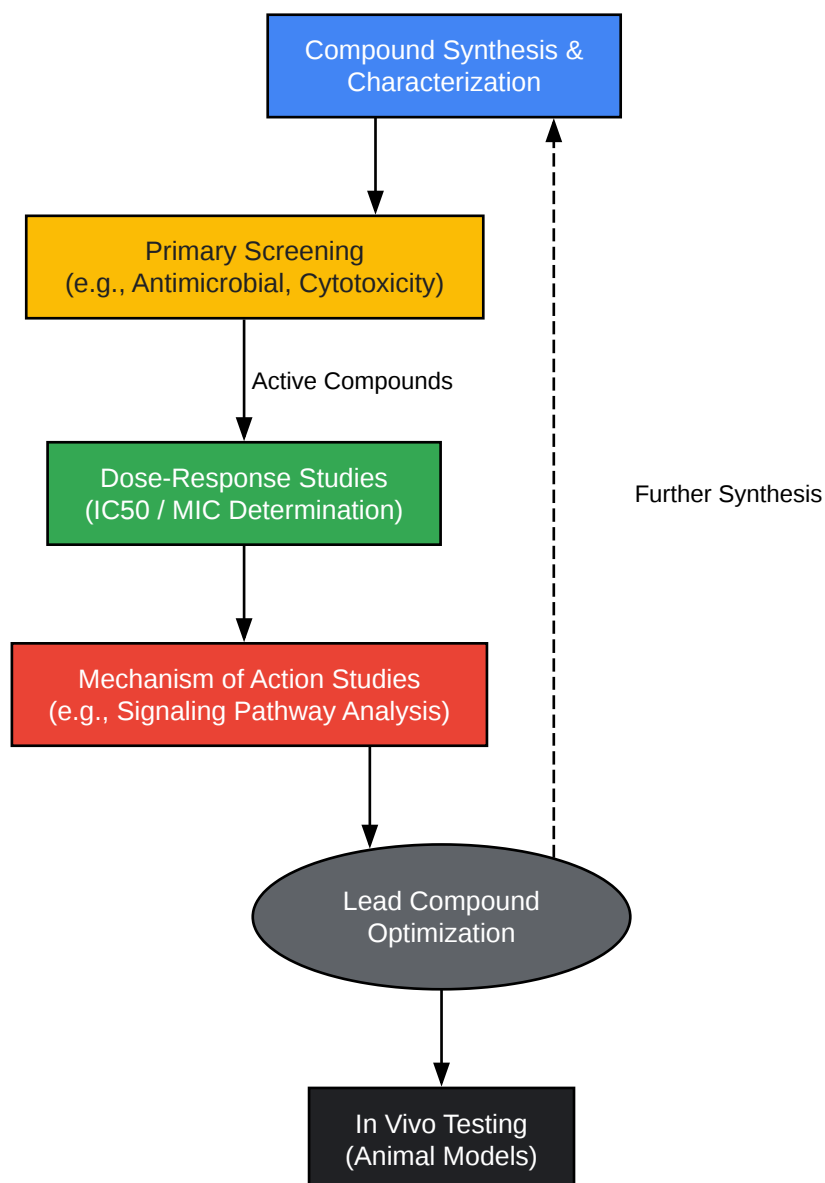 Compound Synthesis &
Characterization
Primary Screening
(e.g., Antimicrobial, Cytotoxicity)
Active Compounds
Dose-Response Studies
(IC50 / MIC Determination)
Further Synthesis
Mechanism of Action Studies
(e.g., Signaling Pathway Analysis)
Lead Compound
Optimization
In Vivo Testing
(Animal Models)